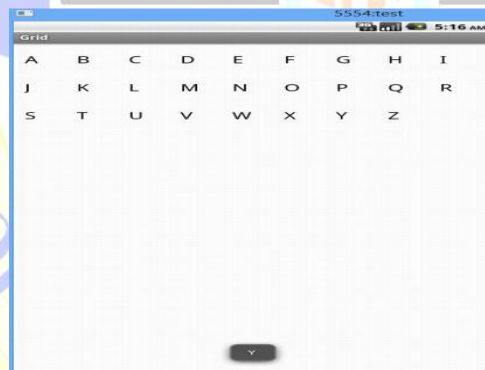 5554:test
5:16 AM
Grid
A B C D E F G H I
J K L M N O P Q R
S T U V W X Y Z
Y